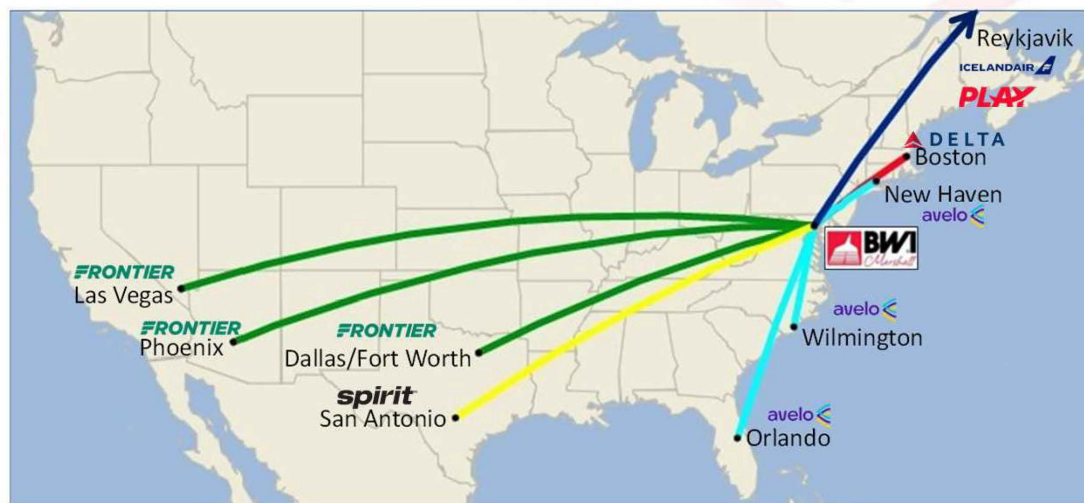 Reykjavik
ICELANDAIR
PLAY
DELTA
Boston
New Haven
avelo
BWI
Marshall
FRONTIER
Las Vegas
FRONTIER
Phoenix
FRONTIER
Dallas/Fort Worth
avelo
Wilmington
spirit
San Antonio
avelo
Orlando